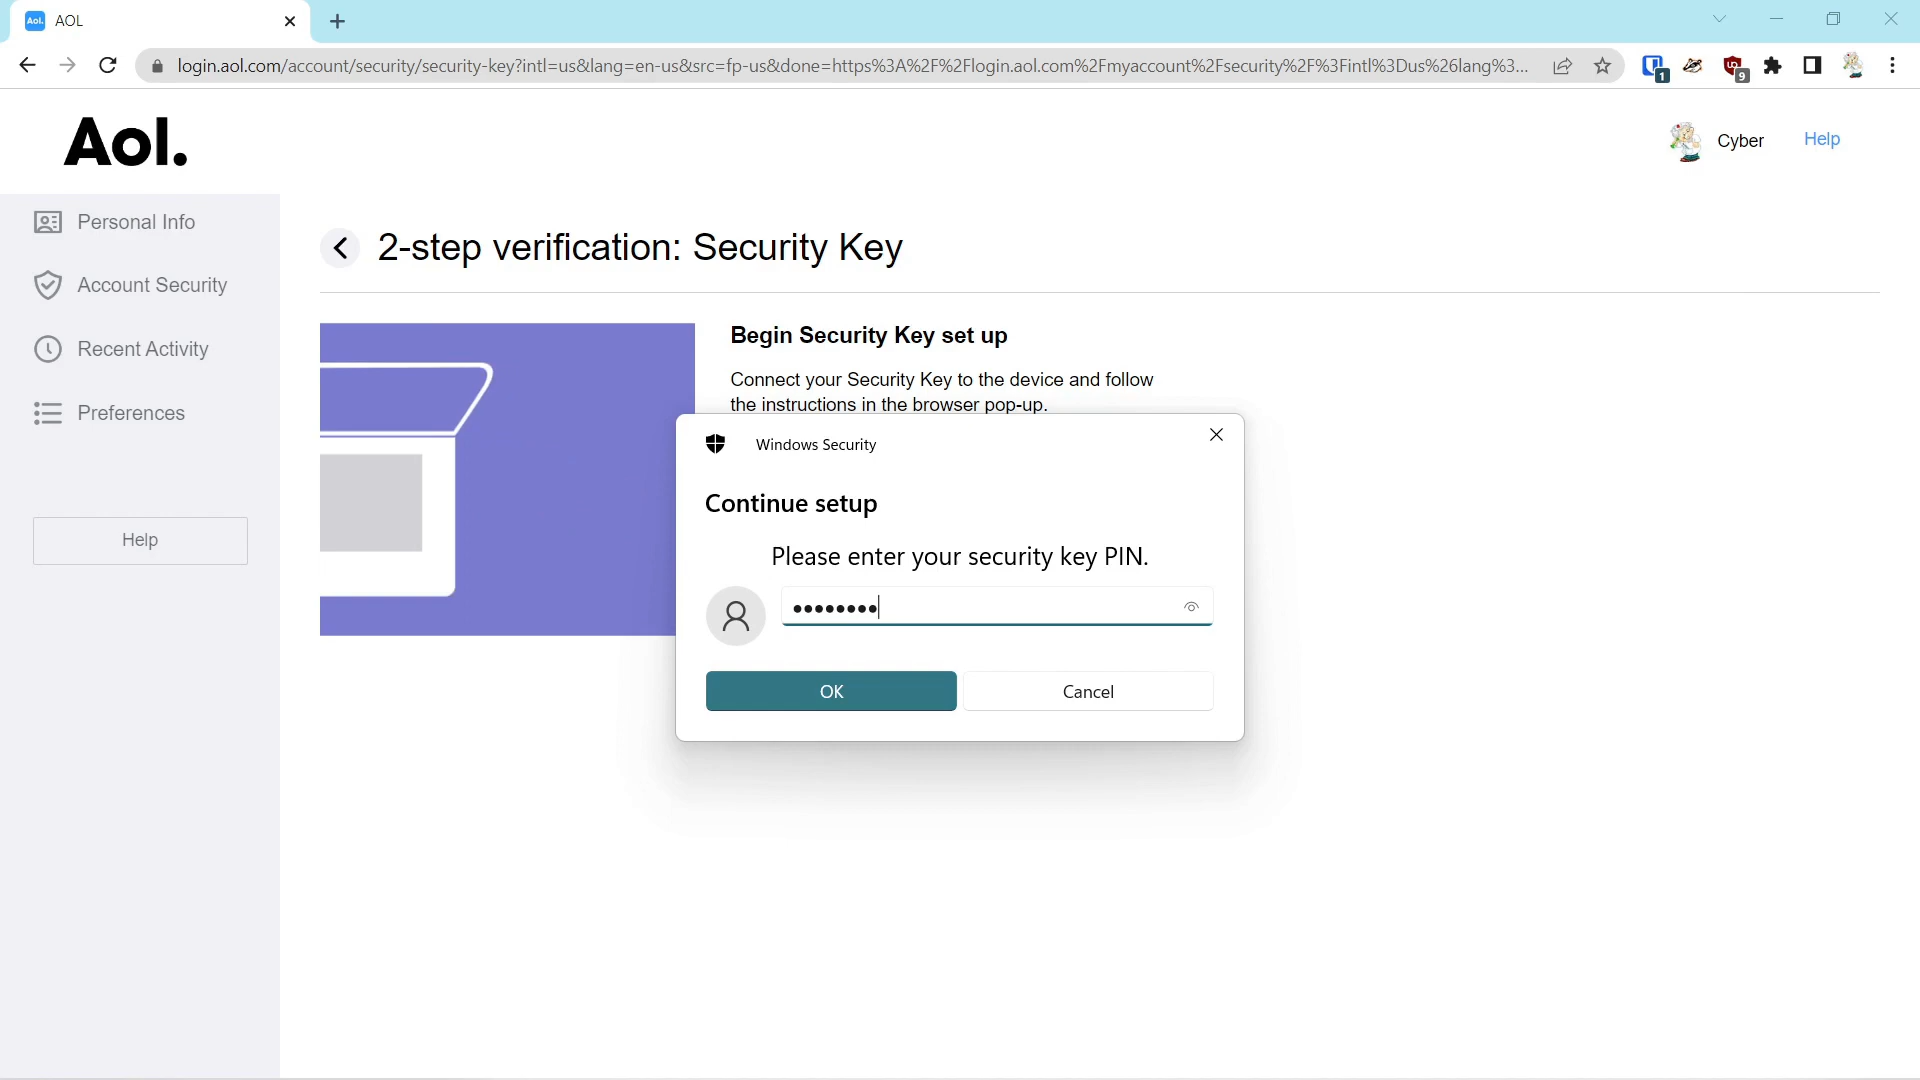 Aol.
AOL
login.aol.com/account/security/security-key?intl=us&lang=en-us&src=fp-us&done=https%3A%2F%2Flogin.aol.com%2Fmyaccount%2Fsecurity%2F%3Fintl%3Dus%26lang%3...
1
9
Aol.
Cyber
Help
Personal Info
Account Security
Recent Activity
Preferences
Help
2-step verification: Security Key
Begin Security Key set up
Connect your Security Key to the device and follow
the instructions in the browser pop-up.
Windows Security
Continue setup
Please enter your security key PIN.
OK
Cancel